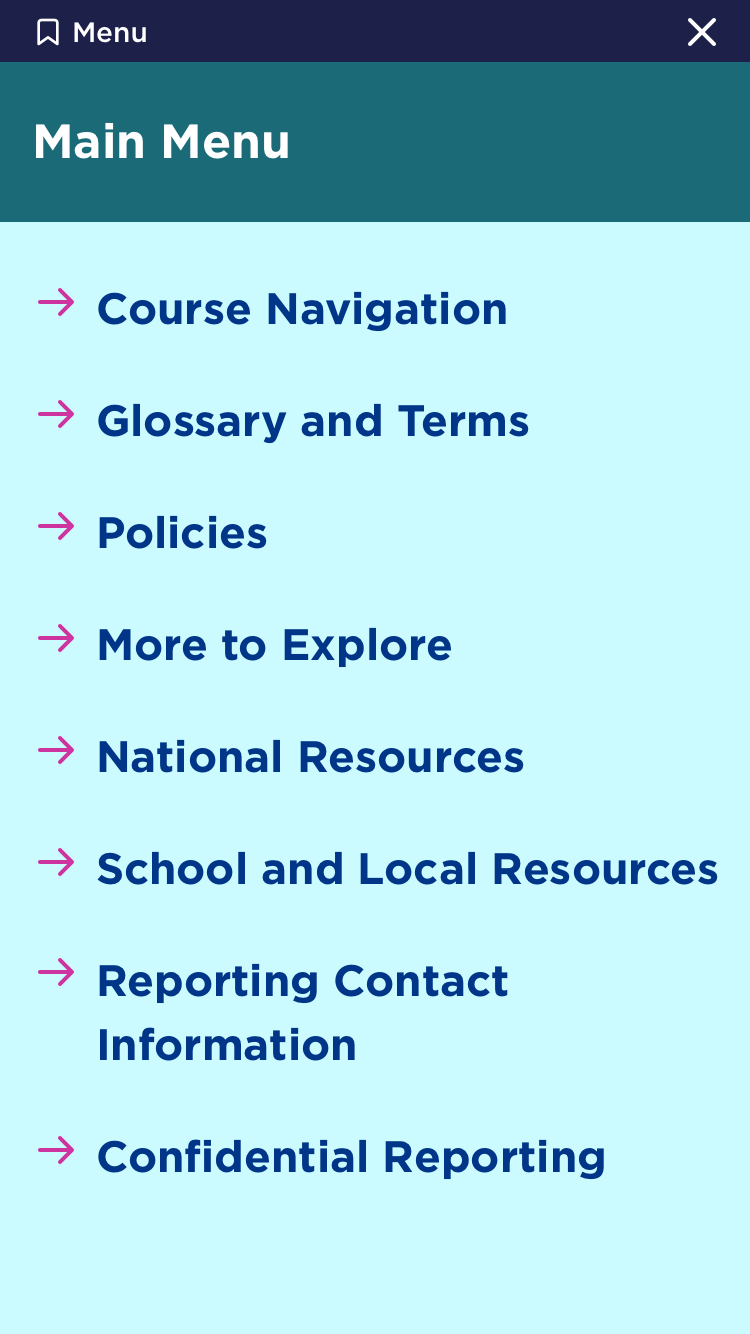 Menu
Main Menu
Course Navigation
Glossary and Terms
Policies
More to Explore
National Resources
School and Local Resources
Reporting Contact
Information
Confidential Reporting